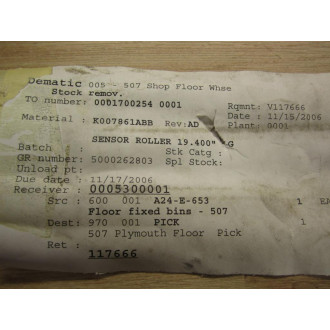 Dematic 005 - 507 Shop Floor Whse
Stock remov.
TO number: 0001700254 0001 Rqmnt: V117666
Date : 11/15/2006
Material : K007861ABB Rev:AD Plant: 0001
SENSOR ROLLER 19.400"
Batch : Stk Catg :
GR number: 5000262803 Spl Stock:
Unload pt:
Due date : 11/17/2006
Receiver : 0005300001
Src : 600 001 A24-E-653 1
Floor fixed bins - 507
Dest: 970 001 PICK 1
507 Plymouth Floor Pick
Ret :
117666